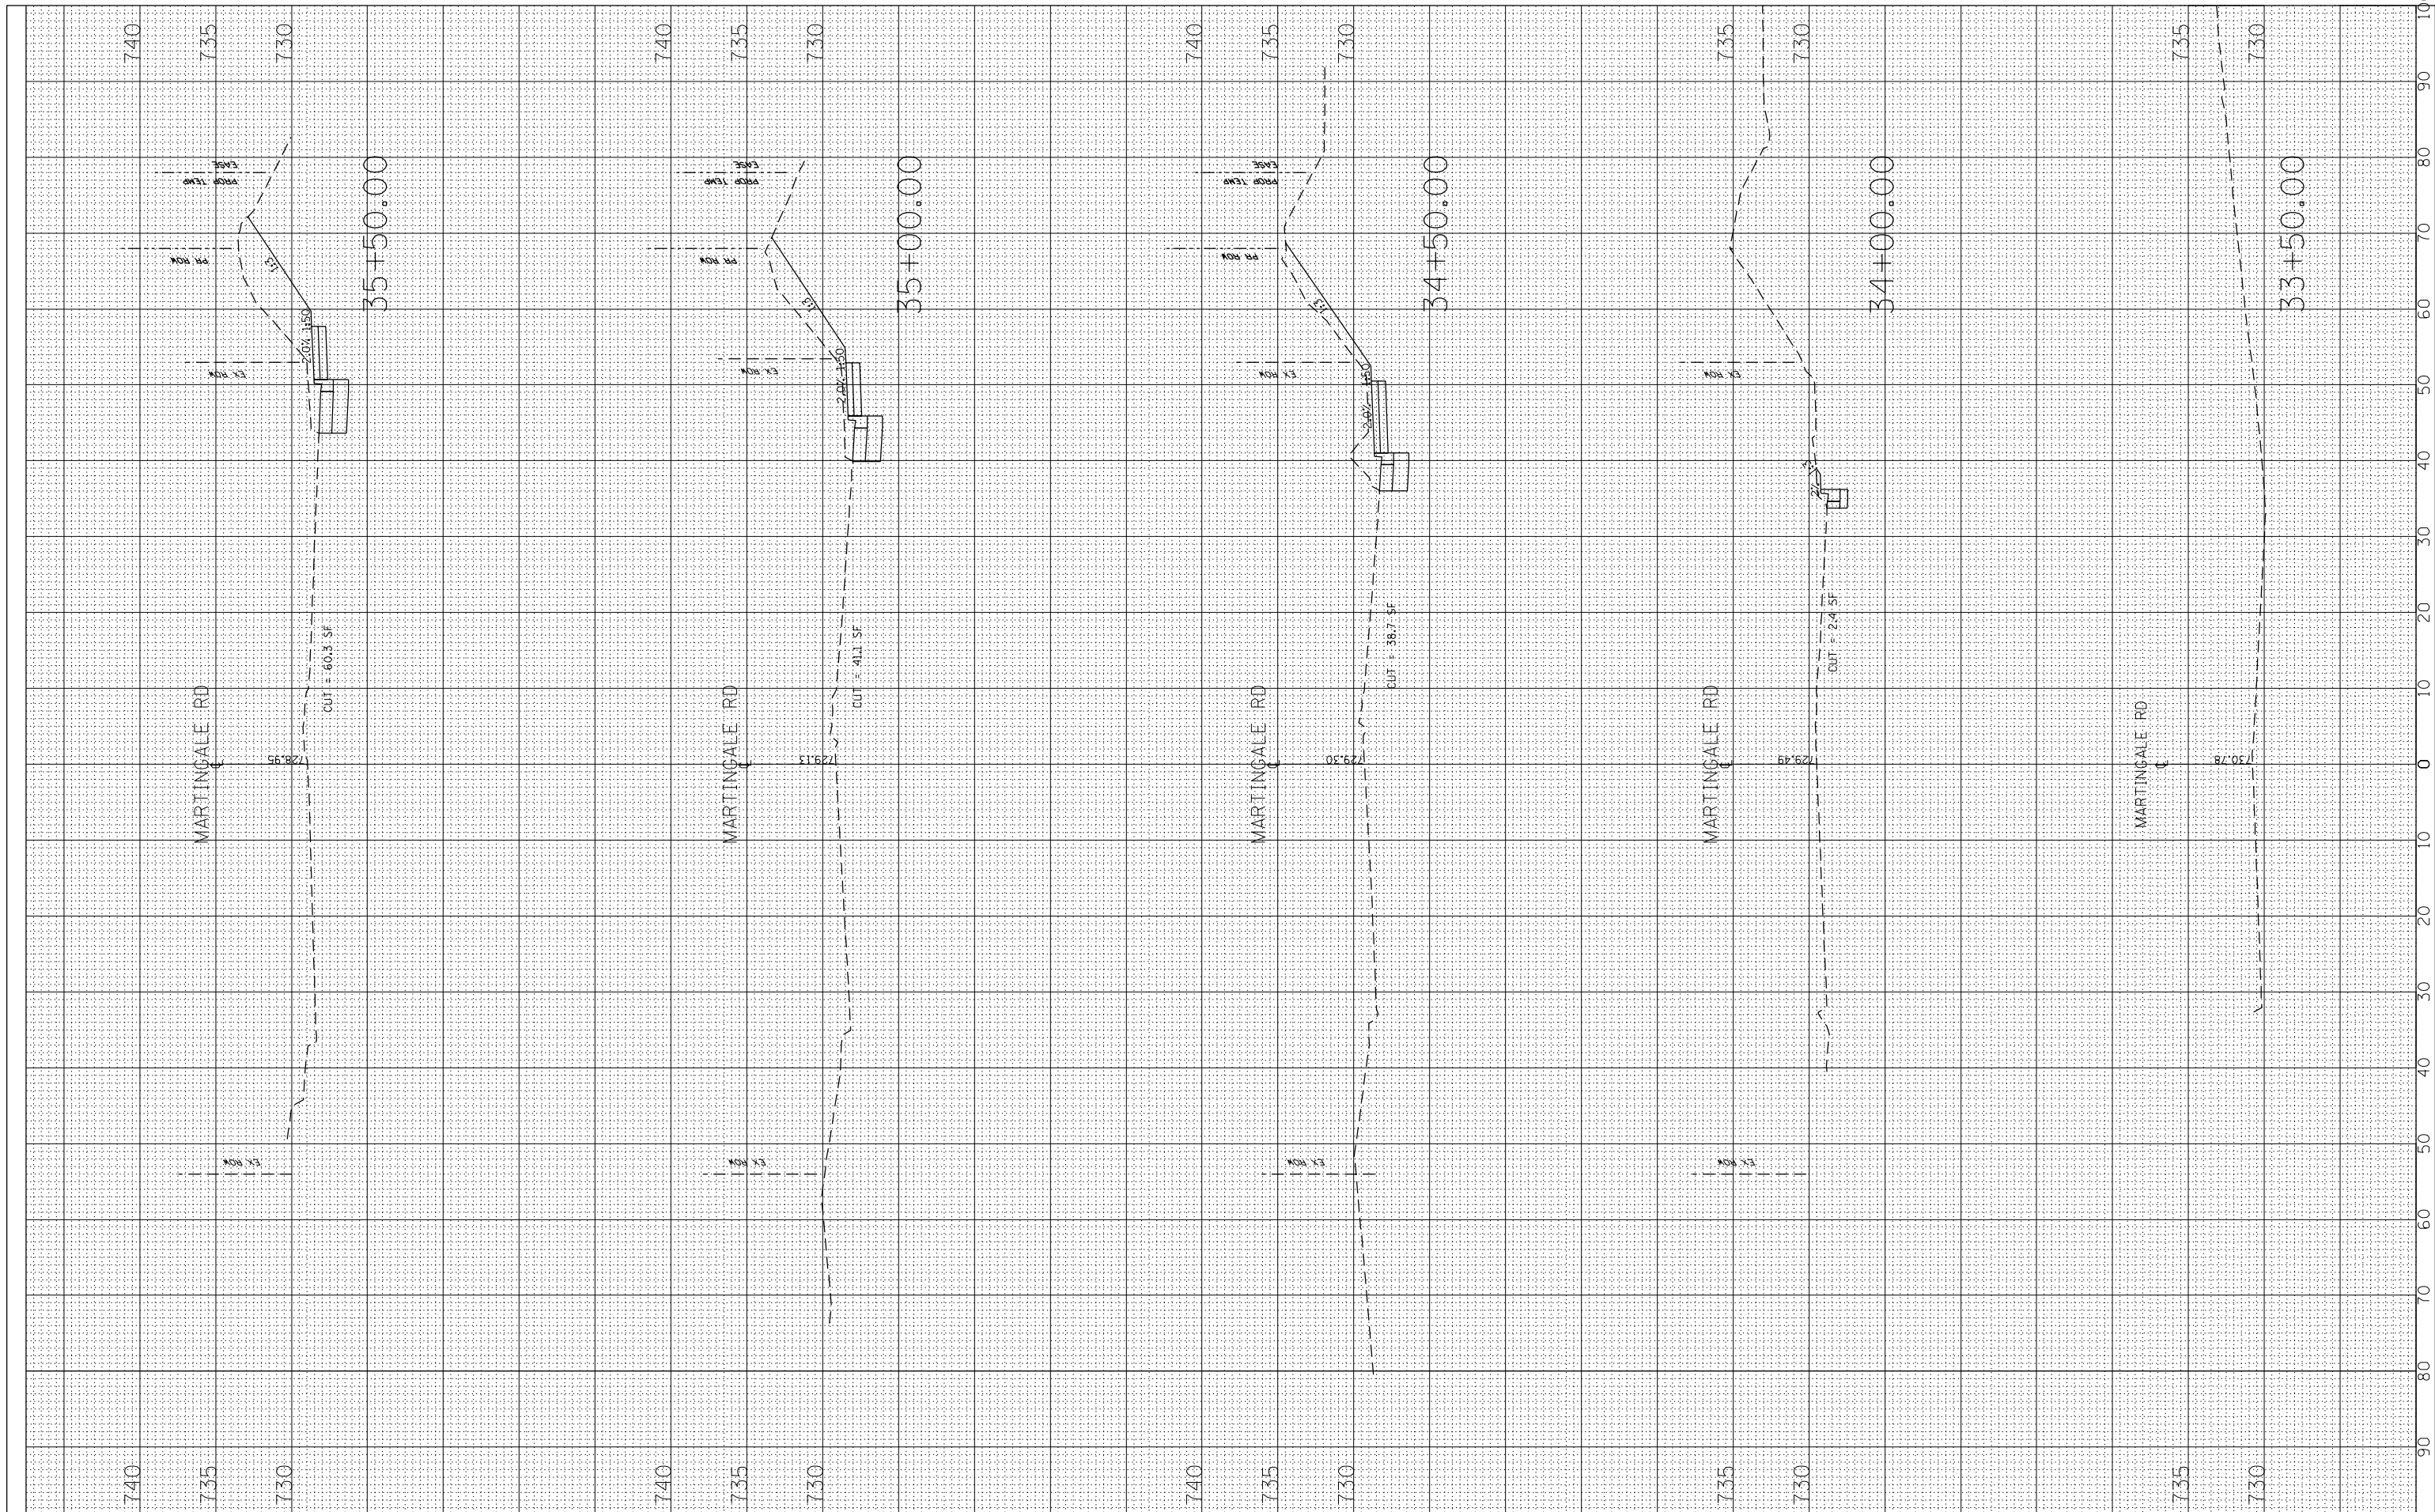 740
735
730
EASE
PROP TEMP
PR ROW
1:3
1:50
2.0%
EX ROW
35+50.00
CUT = 60.3 SF
MARTINGALE RD
℄
728.95
EX ROW
740
735
730
740
735
730
EASE
PROP TEMP
PR ROW
1:3
1:50
2.0%
EX ROW
35+00.00
CUT = 41.1 SF
MARTINGALE RD
℄
729.13
EX ROW
740
735
730
740
735
730
EASE
PROP TEMP
PR ROW
1:3
1:50
2.0%
EX ROW
34+50.00
CUT = 38.7 SF
MARTINGALE RD
℄
729.30
EX ROW
740
735
730
735
730
EX ROW
2%
34+00.00
CUT = 2.4 SF
MARTINGALE RD
℄
729.49
EX ROW
735
730
735
730
33+50.00
MARTINGALE RD
℄
730.78
735
730
90
80
70
60
50
40
30
20
10
0
10
20
30
40
50
60
70
80
90